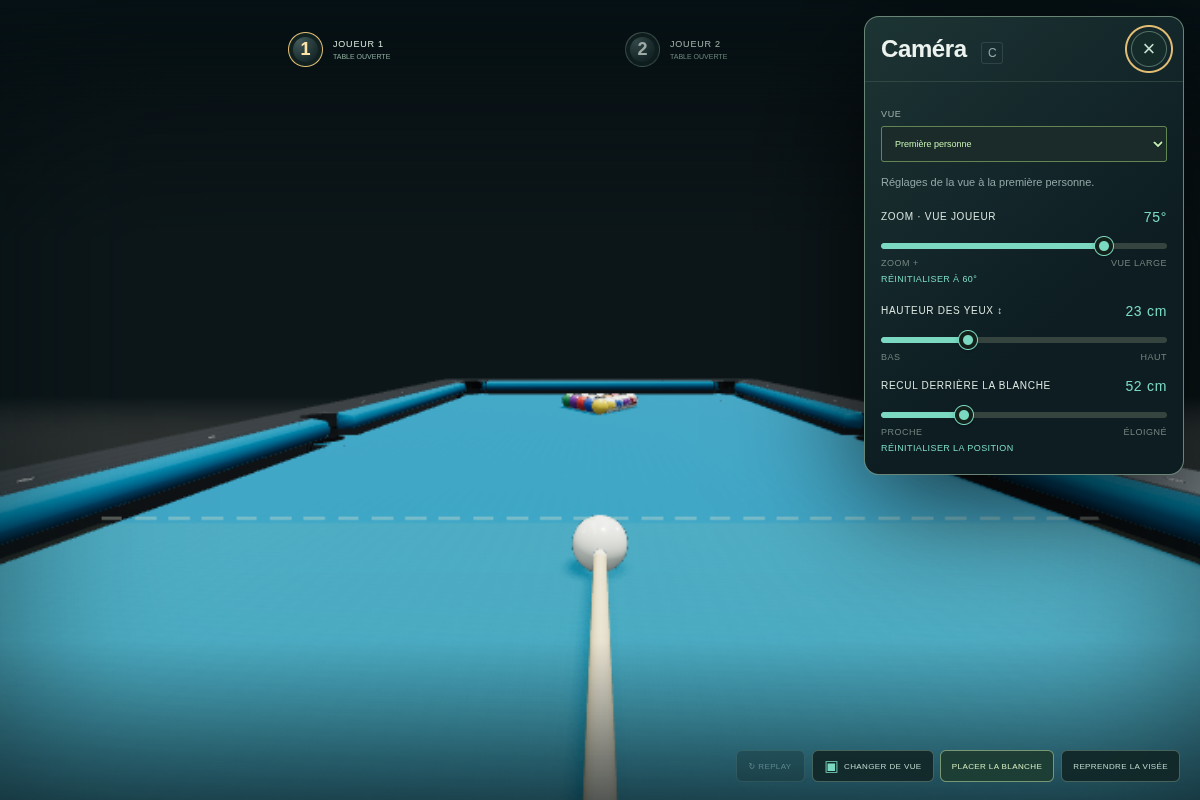 1
JOUEUR 1
TABLE OUVERTE
2
JOUEUR 2
TABLE OUVERTE
Caméra C ×
VUE
Première personne
Réglages de la vue à la première personne.
ZOOM · VUE JOUEUR 75°
ZOOM + VUE LARGE
RÉINITIALISER À 60°
HAUTEUR DES YEUX ↕ 23 cm
BAS HAUT
RECUL DERRIÈRE LA BLANCHE 52 cm
PROCHE ÉLOIGNÉ
RÉINITIALISER LA POSITION
↻ REPLAY ▣ CHANGER DE VUE PLACER LA BLANCHE REPRENDRE LA VISÉE